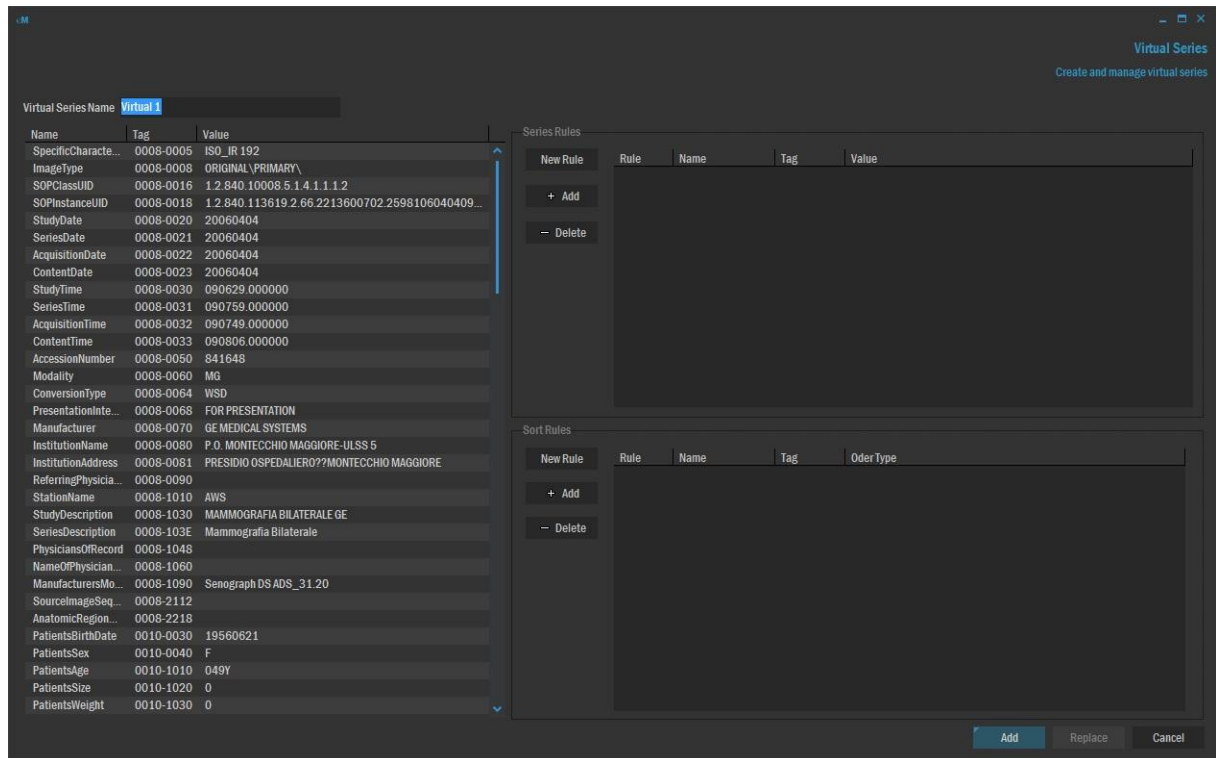 :M
Virtual Series
Create and manage virtual series
Virtual Series Name Virtual 1
Name Tag Value
SpecificCharacte... 0008-0005 ISO_IR 192
ImageType 0008-0008 ORIGINAL\PRIMARY\
SOPClassUID 0008-0016 1.2.840.10008.5.1.4.1.1.1.2
SOPInstanceUID 0008-0018 1.2.840.113619.2.66.2213600702.2598106040409...
StudyDate 0008-0020 20060404
SeriesDate 0008-0021 20060404
AcquisitionDate 0008-0022 20060404
ContentDate 0008-0023 20060404
StudyTime 0008-0030 090629.000000
SeriesTime 0008-0031 090759.000000
AcquisitionTime 0008-0032 090749.000000
ContentTime 0008-0033 090806.000000
AccessionNumber 0008-0050 841648
Modality 0008-0060 MG
ConversionType 0008-0064 WSD
PresentationInte... 0008-0068 FOR PRESENTATION
Manufacturer 0008-0070 GE MEDICAL SYSTEMS
InstitutionName 0008-0080 P.O. MONTECCHIO MAGGIORE-ULSS 5
InstitutionAddress 0008-0081 PRESIDIO OSPEDALIERO??MONTECCHIO MAGGIORE
ReferringPhysicia... 0008-0090
StationName 0008-1010 AWS
StudyDescription 0008-1030 MAMMOGRAFIA BILATERALE GE
SeriesDescription 0008-103E Mammografia Bilaterale
PhysiciansOfRecord 0008-1048
NameOfPhysician... 0008-1060
ManufacturersMo... 0008-1090 Senograph DS ADS_31.20
SourceImageSeq... 0008-2112
AnatomicRegion... 0008-2218
PatientsBirthDate 0010-0030 19560621
PatientsSex 0010-0040 F
PatientsAge 0010-1010 049Y
PatientsSize 0010-1020 0
PatientsWeight 0010-1030 0
Series Rules
New Rule
+ Add
− Delete
Rule Name Tag Value
Sort Rules
New Rule
+ Add
− Delete
Rule Name Tag Oder Type
Add Replace Cancel